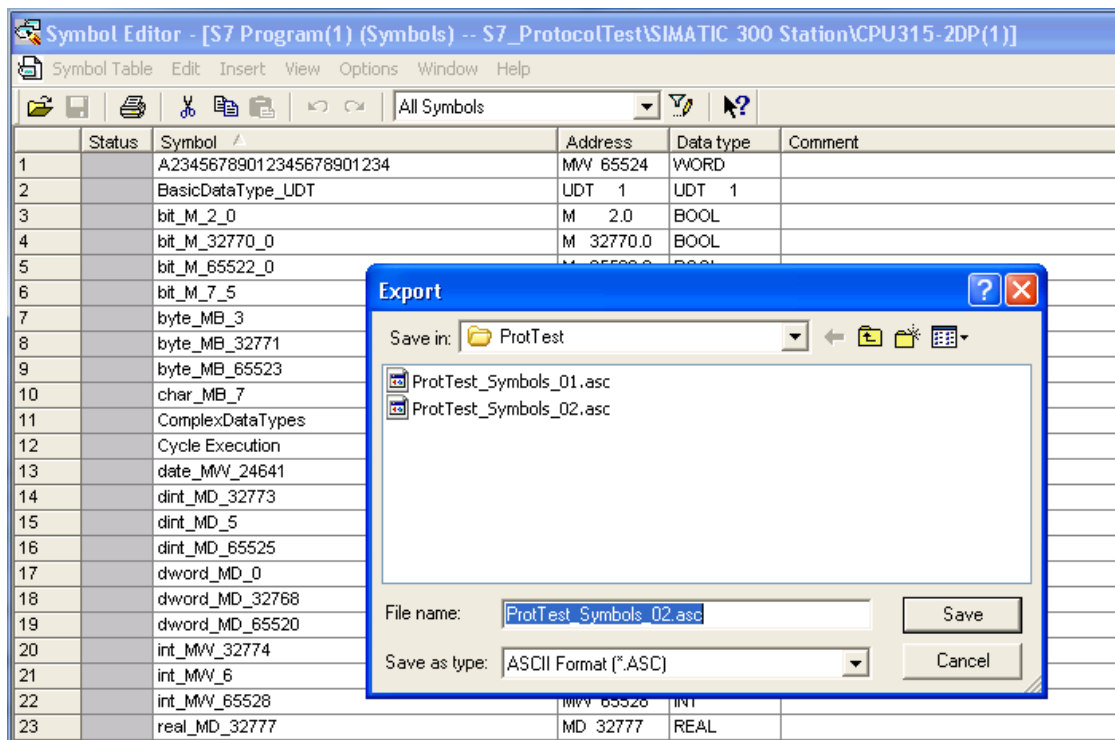 Symbol Editor - [S7 Program(1) (Symbols) -- S7_ProtocolTest\SIMATIC 300 Station\CPU315-2DP(1)]
Symbol Table Edit Insert View Options Window Help
All Symbols
Status Symbol Address Data type Comment
1 A23456789012345678901234 MW 65524 WORD
2 BasicDataType_UDT UDT 1 UDT 1
3 bit_M_2_0 M 2.0 BOOL
4 bit_M_32770_0 M 32770.0 BOOL
5 bit_M_65522_0
6 bit_M_7_5
7 byte_MB_3
8 byte_MB_32771
9 byte_MB_65523
10 char_MB_7
11 ComplexDataTypes
12 Cycle Execution
13 date_MW_24641
14 dint_MD_32773
15 dint_MD_5
16 dint_MD_65525
17 dword_MD_0
18 dword_MD_32768
19 dword_MD_65520
20 int_MW_32774
21 int_MW_6
22 int_MW_65528 MW 65528 INT
23 real_MD_32777 MD 32777 REAL
Export
Save in: ProtTest
ProtTest_Symbols_01.asc
ProtTest_Symbols_02.asc
File name: ProtTest_Symbols_02.asc Save
Save as type: ASCII Format (*.ASC) Cancel